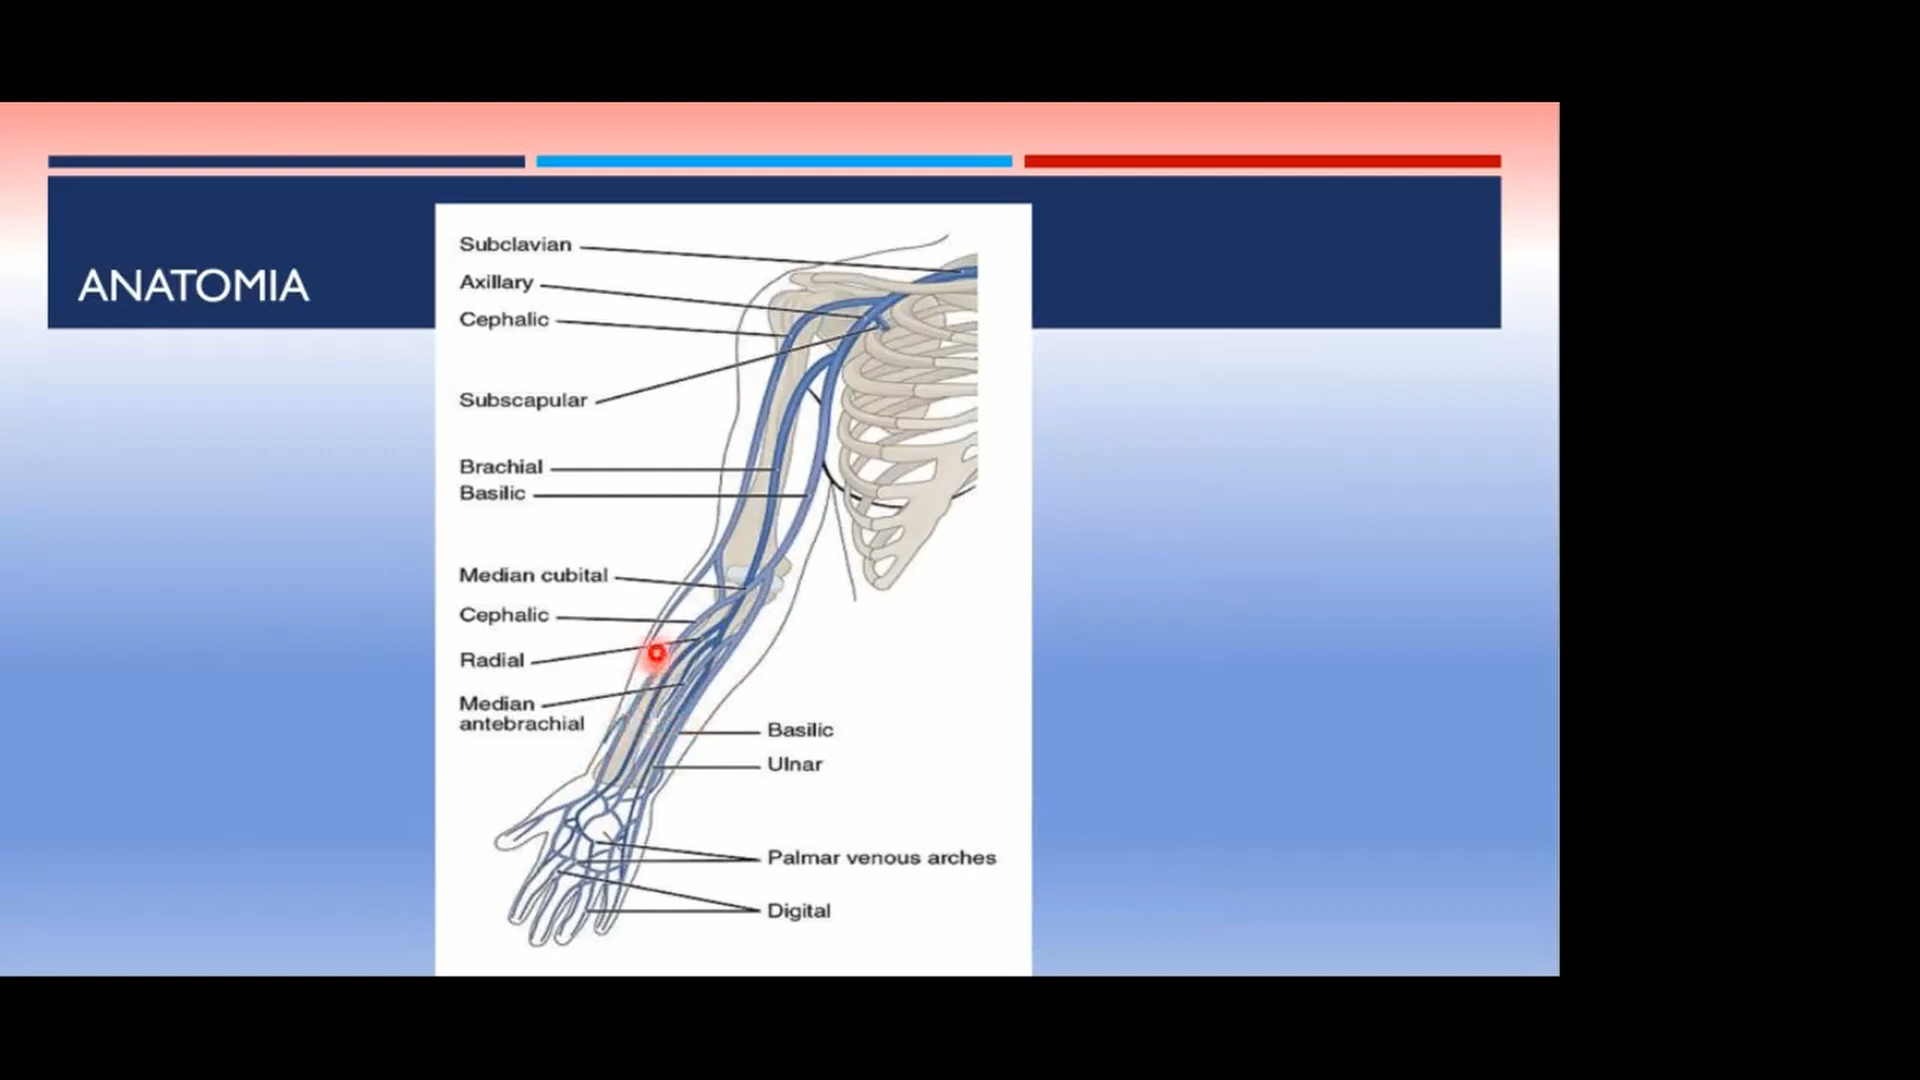 ANATOMIA
Subclavian
Axillary
Cephalic
Subscapular
Brachial
Basilic
Median cubital
Cephalic
Radial
Median
antebrachial
Basilic
Ulnar
Palmar venous arches
Digital